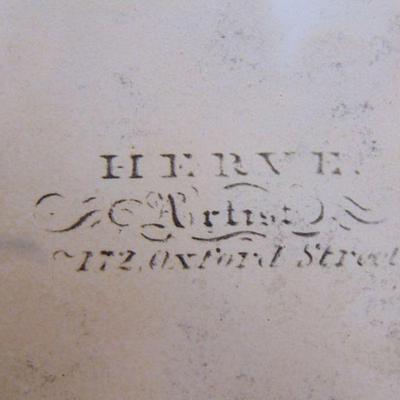 HERVE.
Artist
172, Oxford Street